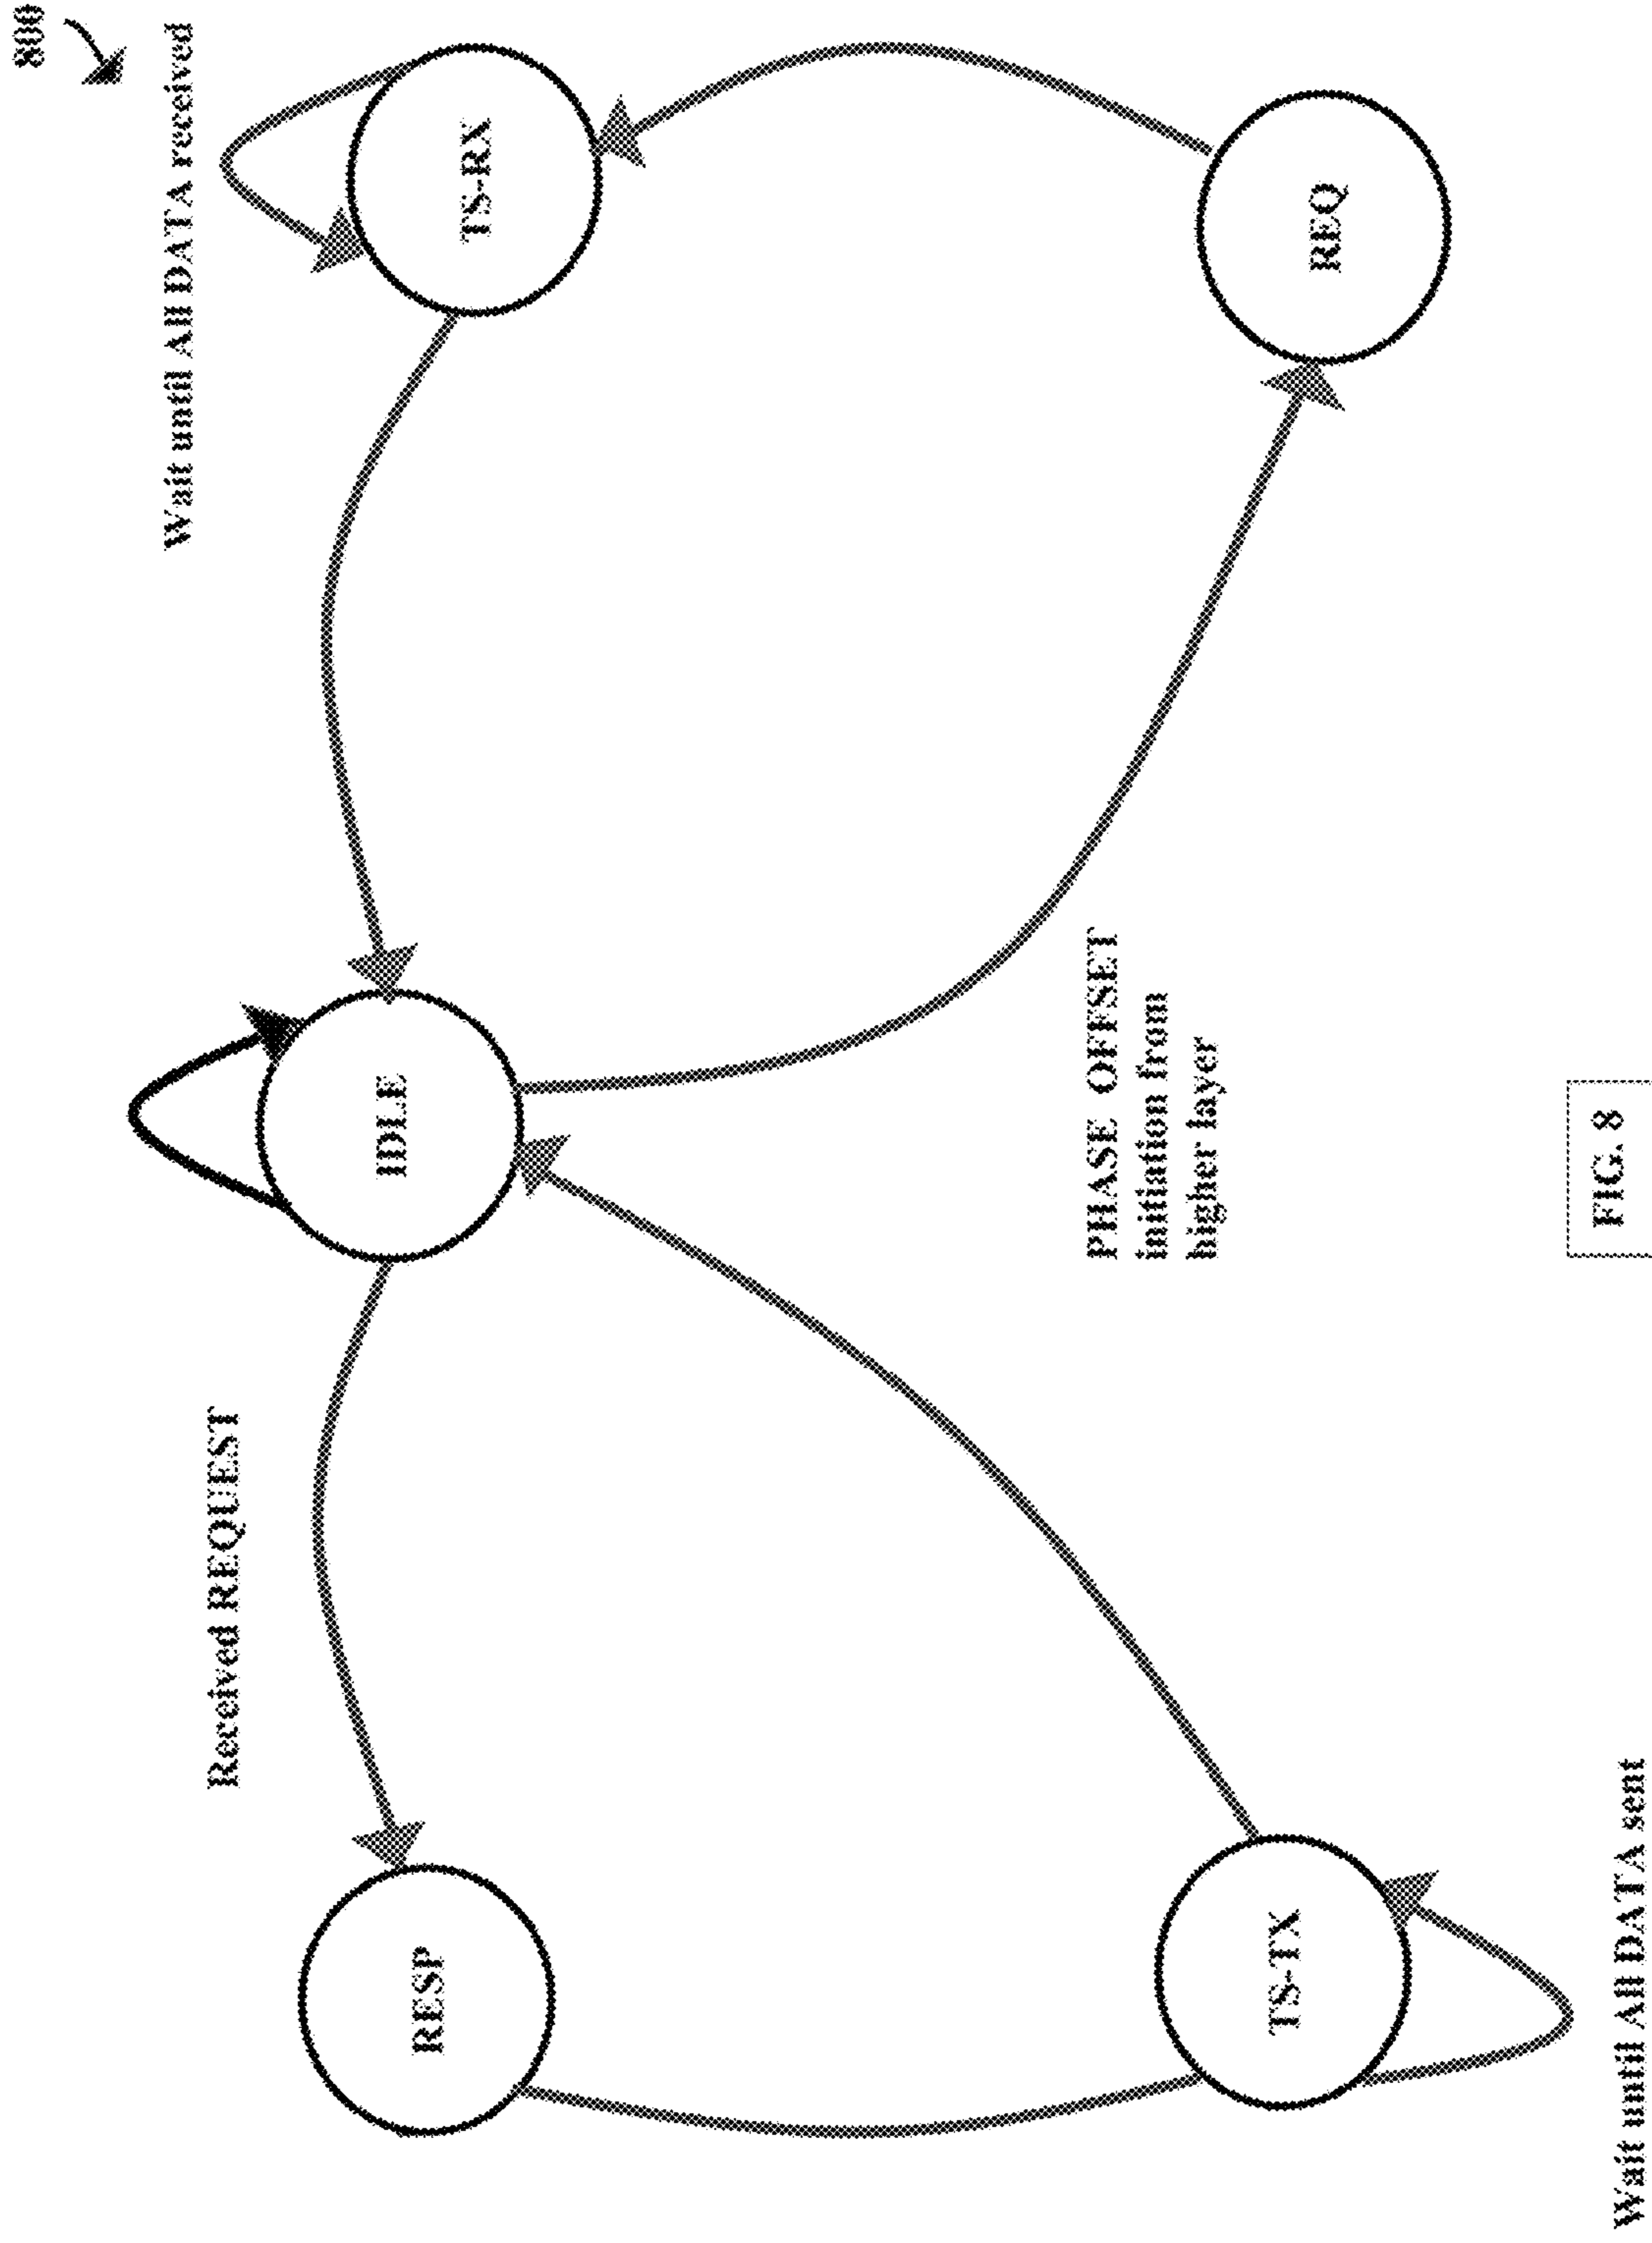 800
Wait until All DATA received
TS-RX
Received REQUEST
IDLE
RESP
REQ
PHASE OFFSET
initiation from
higher layer
TS-TX
Wait until All DATA sent
FIG. 8